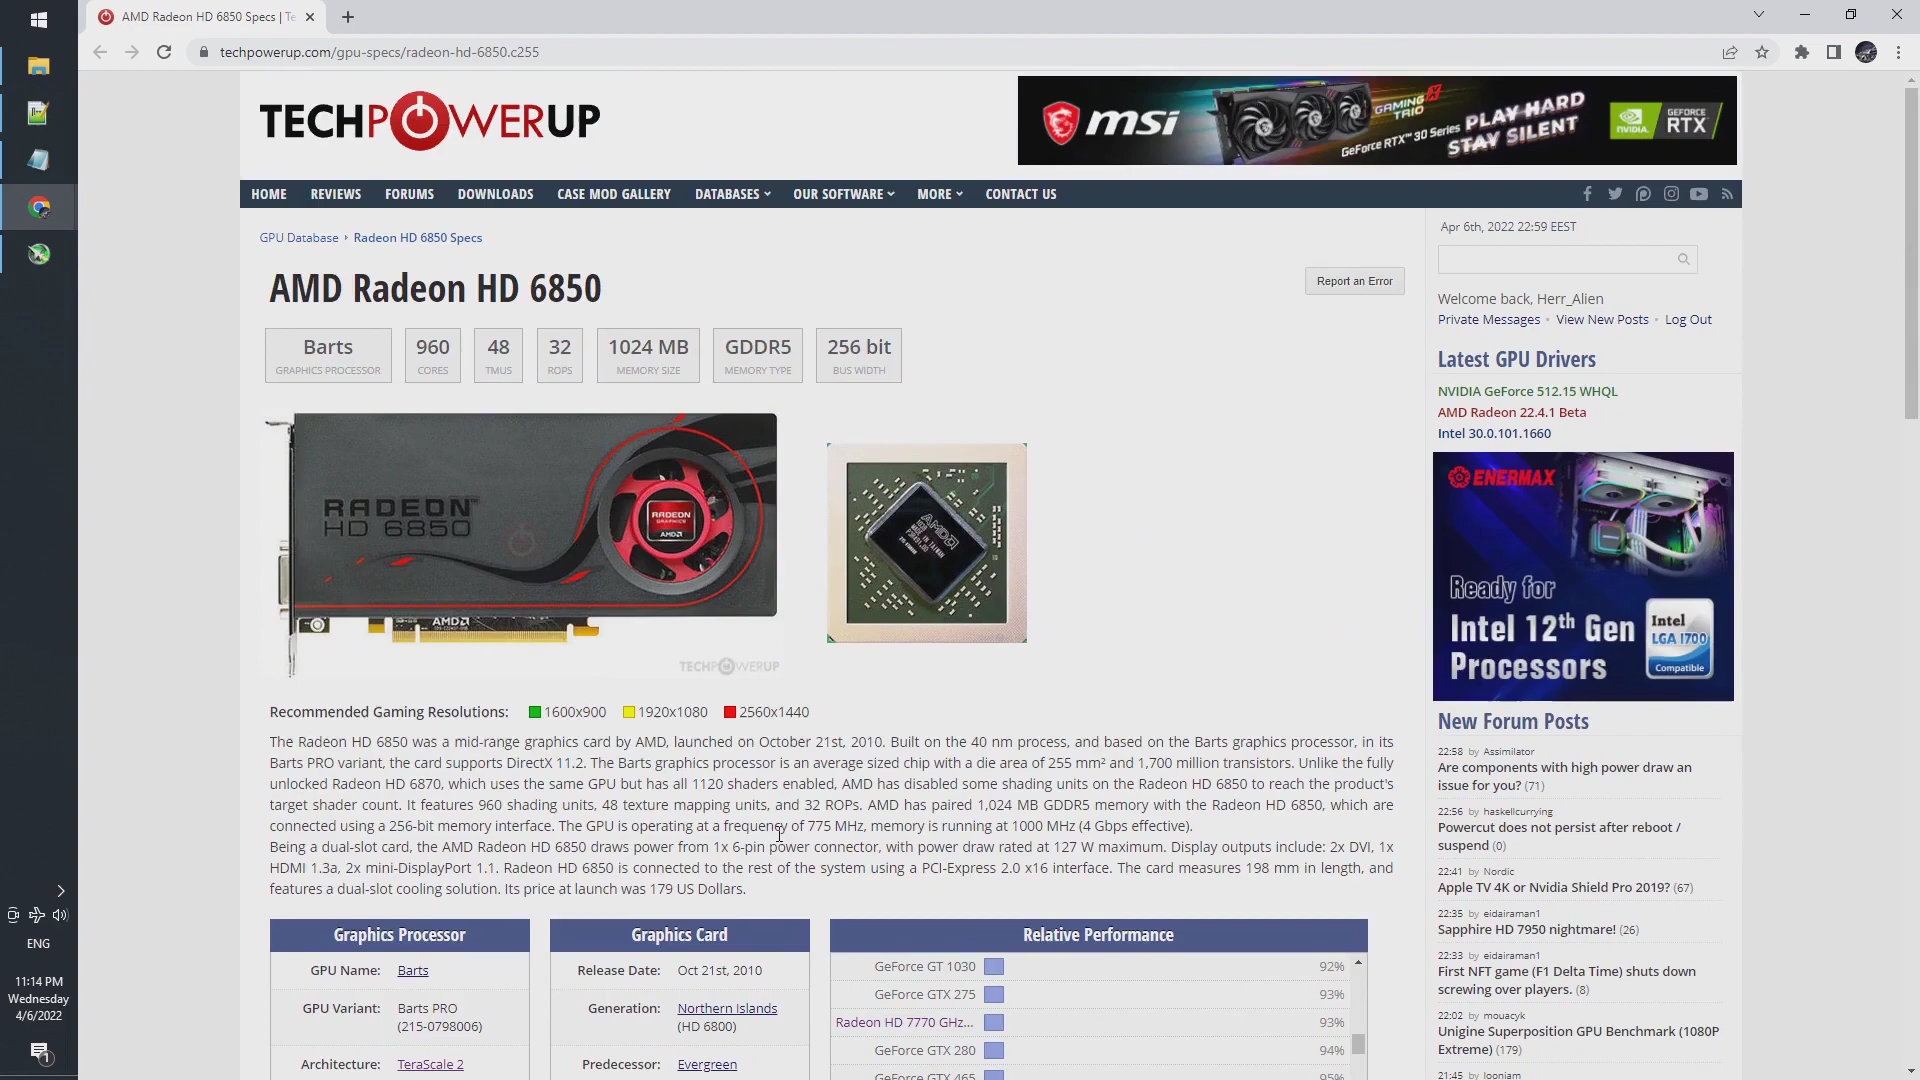 AMD Radeon HD 6850 Specs | Te
techpowerup.com/gpu-specs/radeon-hd-6850.c255
TECHPOWERUP
msi
GAMING X
TRIO
GeForce RTX™ 30 Series
PLAY HARD
STAY SILENT
NVIDIA
GEFORCE
RTX
HOME REVIEWS FORUMS DOWNLOADS CASE MOD GALLERY DATABASES OUR SOFTWARE MORE CONTACT US
GPU Database Radeon HD 6850 Specs
AMD Radeon HD 6850
Report an Error
Barts
GRAPHICS PROCESSOR
960
CORES
48
TMUS
32
ROPS
1024 MB
MEMORY SIZE
GDDR5
MEMORY TYPE
256 bit
BUS WIDTH
RADEON
HD 6850
RADEON
GRAPHICS
AMD
AMD
AMD
MADE IN TAIWAN
TECHPOWERUP
Recommended Gaming Resolutions: 1600x900 1920x1080 2560x1440
The Radeon HD 6850 was a mid-range graphics card by AMD, launched on October 21st, 2010. Built on the 40 nm process, and based on the Barts graphics processor, in its
Barts PRO variant, the card supports DirectX 11.2. The Barts graphics processor is an average sized chip with a die area of 255 mm² and 1,700 million transistors. Unlike the fully
unlocked Radeon HD 6870, which uses the same GPU but has all 1120 shaders enabled, AMD has disabled some shading units on the Radeon HD 6850 to reach the product's
target shader count. It features 960 shading units, 48 texture mapping units, and 32 ROPs. AMD has paired 1,024 MB GDDR5 memory with the Radeon HD 6850, which are
connected using a 256-bit memory interface. The GPU is operating at a frequency of 775 MHz, memory is running at 1000 MHz (4 Gbps effective).
Being a dual-slot card, the AMD Radeon HD 6850 draws power from 1x 6-pin power connector, with power draw rated at 127 W maximum. Display outputs include: 2x DVI, 1x
HDMI 1.3a, 2x mini-DisplayPort 1.1. Radeon HD 6850 is connected to the rest of the system using a PCI-Express 2.0 x16 interface. The card measures 198 mm in length, and
features a dual-slot cooling solution. Its price at launch was 179 US Dollars.
Graphics Processor
GPU Name: Barts
GPU Variant: Barts PRO
(215-0798006)
Architecture: TeraScale 2
Graphics Card
Release Date: Oct 21st, 2010
Generation: Northern Islands
(HD 6800)
Predecessor: Evergreen
Relative Performance
GeForce GT 1030 92%
GeForce GTX 275 93%
Radeon HD 7770 GHz... 93%
GeForce GTX 280 94%
GeForce GTX 465 95%
Apr 6th, 2022 22:59 EEST
Welcome back, Herr_Alien
Private Messages • View New Posts • Log Out
Latest GPU Drivers
NVIDIA GeForce 512.15 WHQL
AMD Radeon 22.4.1 Beta
Intel 30.0.101.1660
ENERMAX
Ready for
Intel 12th Gen
Processors
Intel
LGA 1700
Compatible
New Forum Posts
22:58 by Assimilator
Are components with high power draw an
issue for you? (71)
22:56 by haskellcurrying
Powercut does not persist after reboot /
suspend (0)
22:41 by Nordic
Apple TV 4K or Nvidia Shield Pro 2019? (67)
22:35 by eidairaman1
Sapphire HD 7950 nightmare! (26)
22:33 by eidairaman1
First NFT game (F1 Delta Time) shuts down
screwing over players. (8)
22:02 by mouacyk
Unigine Superposition GPU Benchmark (1080P
Extreme) (179)
21:45 by looniam
ENG
11:14 PM
Wednesday
4/6/2022
1